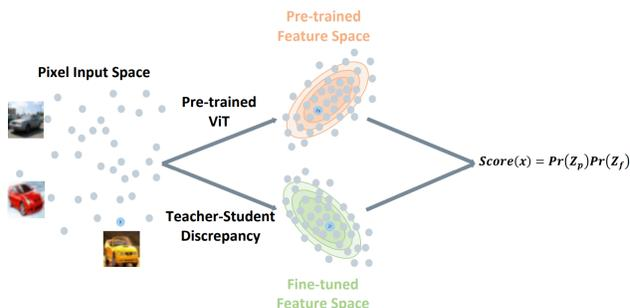 Pre-trained
Feature Space
Pixel Input Space
Pre-trained
ViT
Score(x) = Pr(Z_p)Pr(Z_f)
Teacher-Student
Discrepancy
Fine-tuned
Feature Space